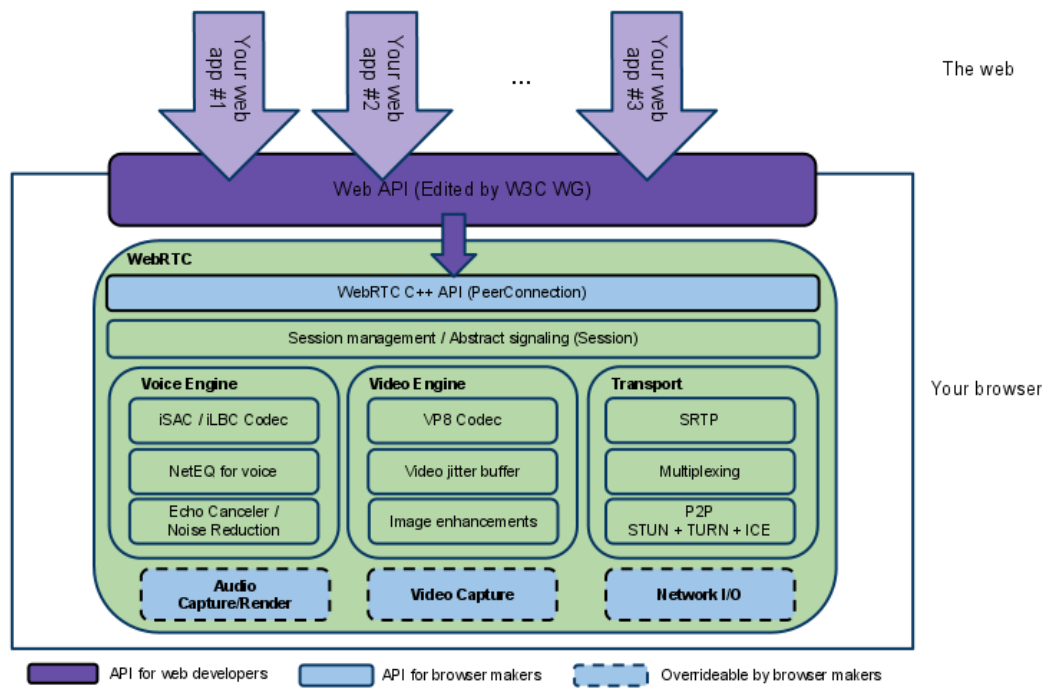 Your web
app #1
Your web
app #2
...
Your web
app #3
The web
Web API (Edited by W3C WG)
WebRTC
WebRTC C++ API (PeerConnection)
Session management / Abstract signaling (Session)
Your browser
Voice Engine
iSAC / iLBC Codec
NetEQ for voice
Echo Canceler /
Noise Reduction
Video Engine
VP8 Codec
Video jitter buffer
Image enhancements
Transport
SRTP
Multiplexing
P2P
STUN + TURN + ICE
Audio
Capture/Render
Video Capture
Network I/O
API for web developers
API for browser makers
Overrideable by browser makers